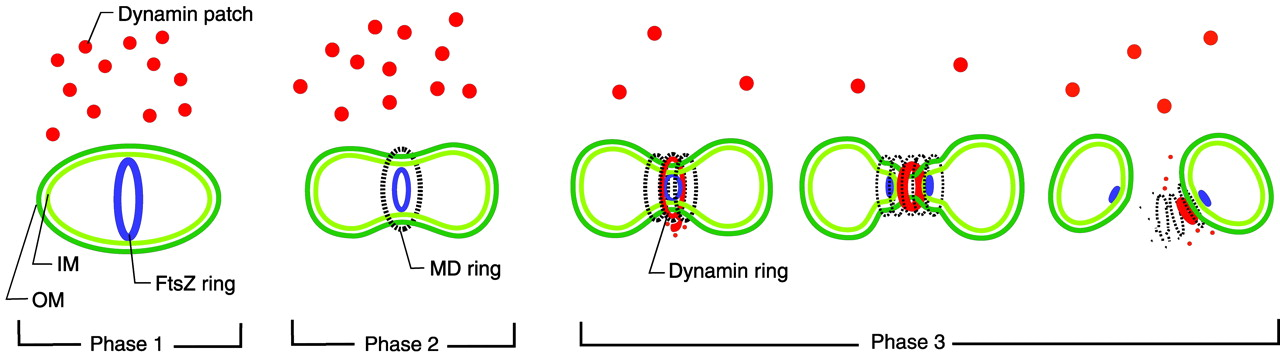 Dynamin patch
IM
OM
FtsZ ring
MD ring
Dynamin ring
Phase 1
Phase 2
Phase 3